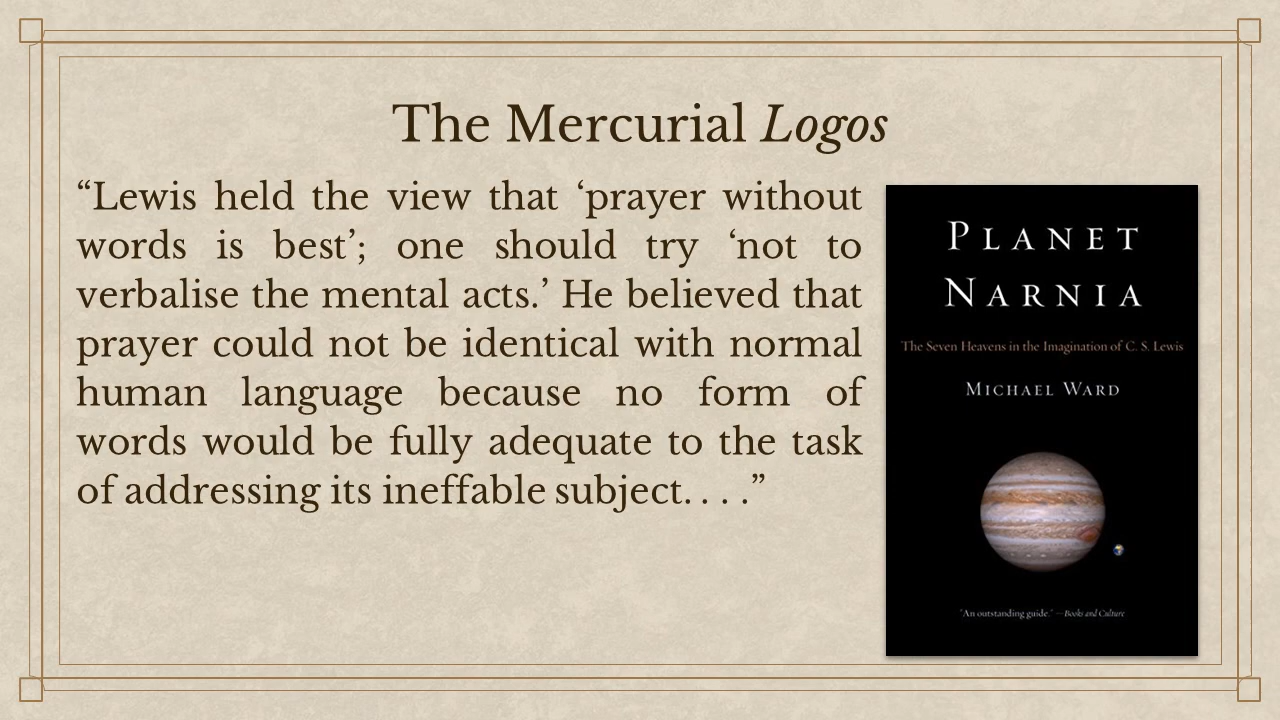 The Mercurial Logos
“Lewis held the view that ‘prayer without
words is best’; one should try ‘not to
verbalise the mental acts.’ He believed that
prayer could not be identical with normal
human language because no form of
words would be fully adequate to the task
of addressing its ineffable subject. . . .”
PLANET
NARNIA
The Seven Heavens in the Imagination of C. S. Lewis
MICHAEL WARD
"An outstanding guide." —Books and Culture